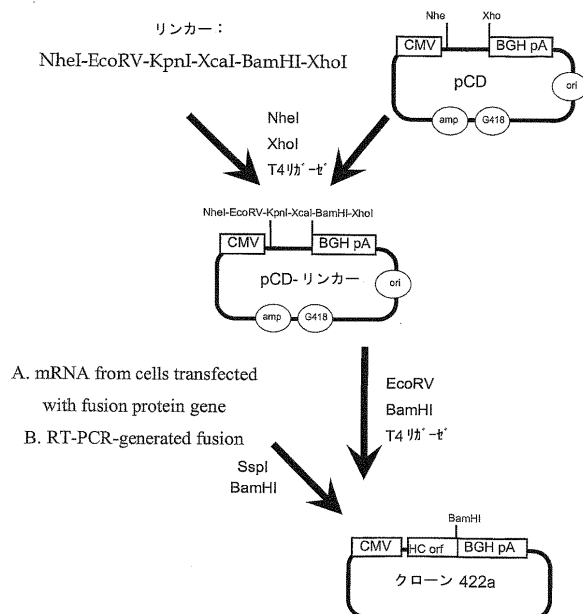 リンカー：
NheI-EcoRV-KpnI-XcaI-BamHI-XhoI
Nhe
Xho
CMV
BGH pA
pCD
ori
amp
G418
NheI
XhoI
T4リガーゼ
NheI-EcoRV-KpnI-XcaI-BamHI-XhoI
CMV
BGH pA
pCD-リンカー
ori
amp
G418
A. mRNA from cells transfected
with fusion protein gene
B. RT-PCR-generated fusion
EcoRV
BamHI
T4リガーゼ
SspI
BamHI
BamHI
CMV
HC orf
BGH pA
クローン 422a